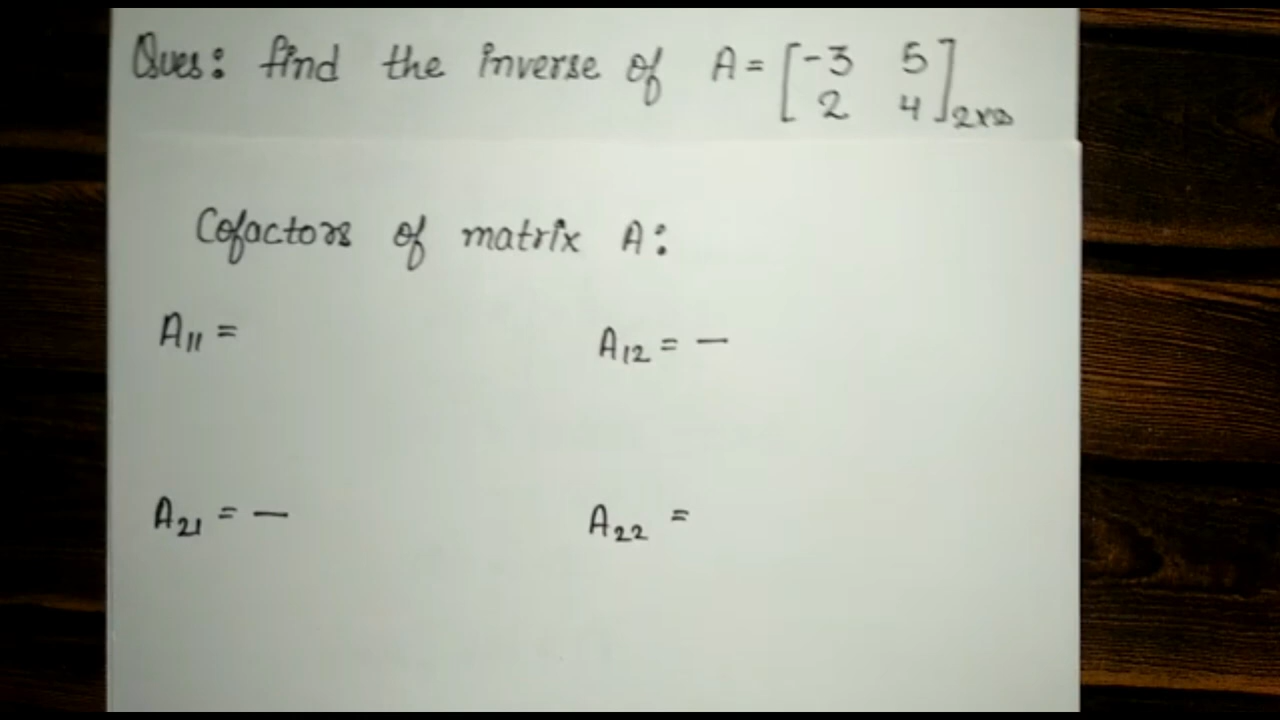 Ques: find the inverse of A = [-3 5
2 4]2x2
Cofactors of matrix A:
A11 = A12 = —
A21 = — A22 =